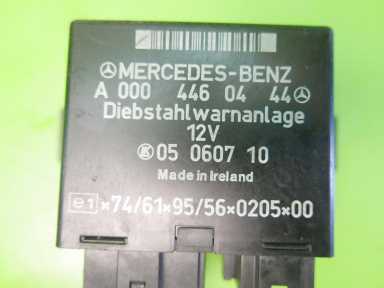 MERCEDES-BENZ
A 000 446 04 44
Diebstahlwarnanlage
12V
05 0607 10
Made in Ireland
e1 *74/61*95/56*0205*00